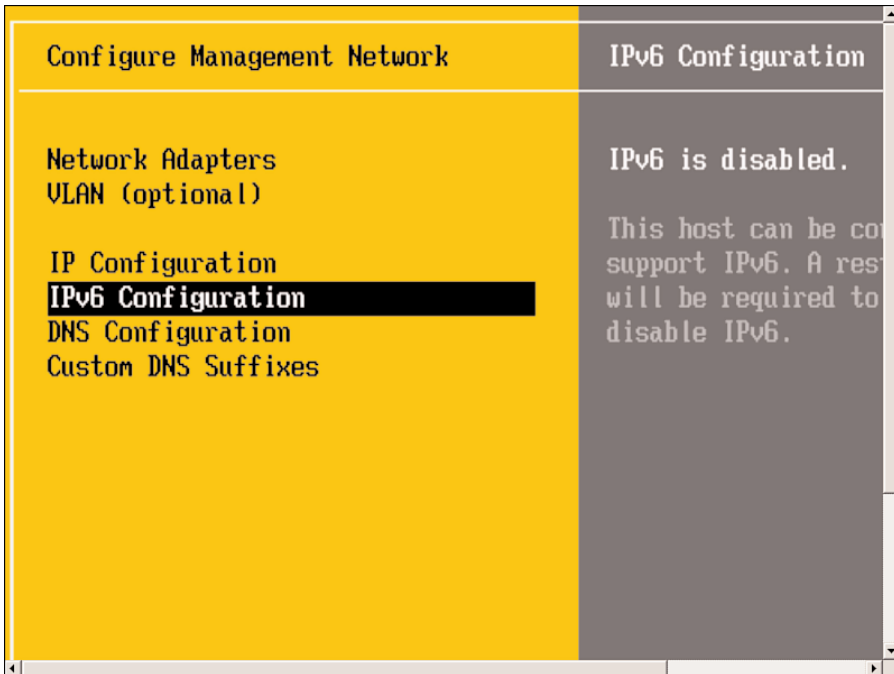 Configure Management Network
IPv6 Configuration
Network Adapters
VLAN (optional)
IP Configuration
IPv6 Configuration
DNS Configuration
Custom DNS Suffixes
IPv6 is disabled.
This host can be
support IPv6. A
will be required to
disable IPv6.